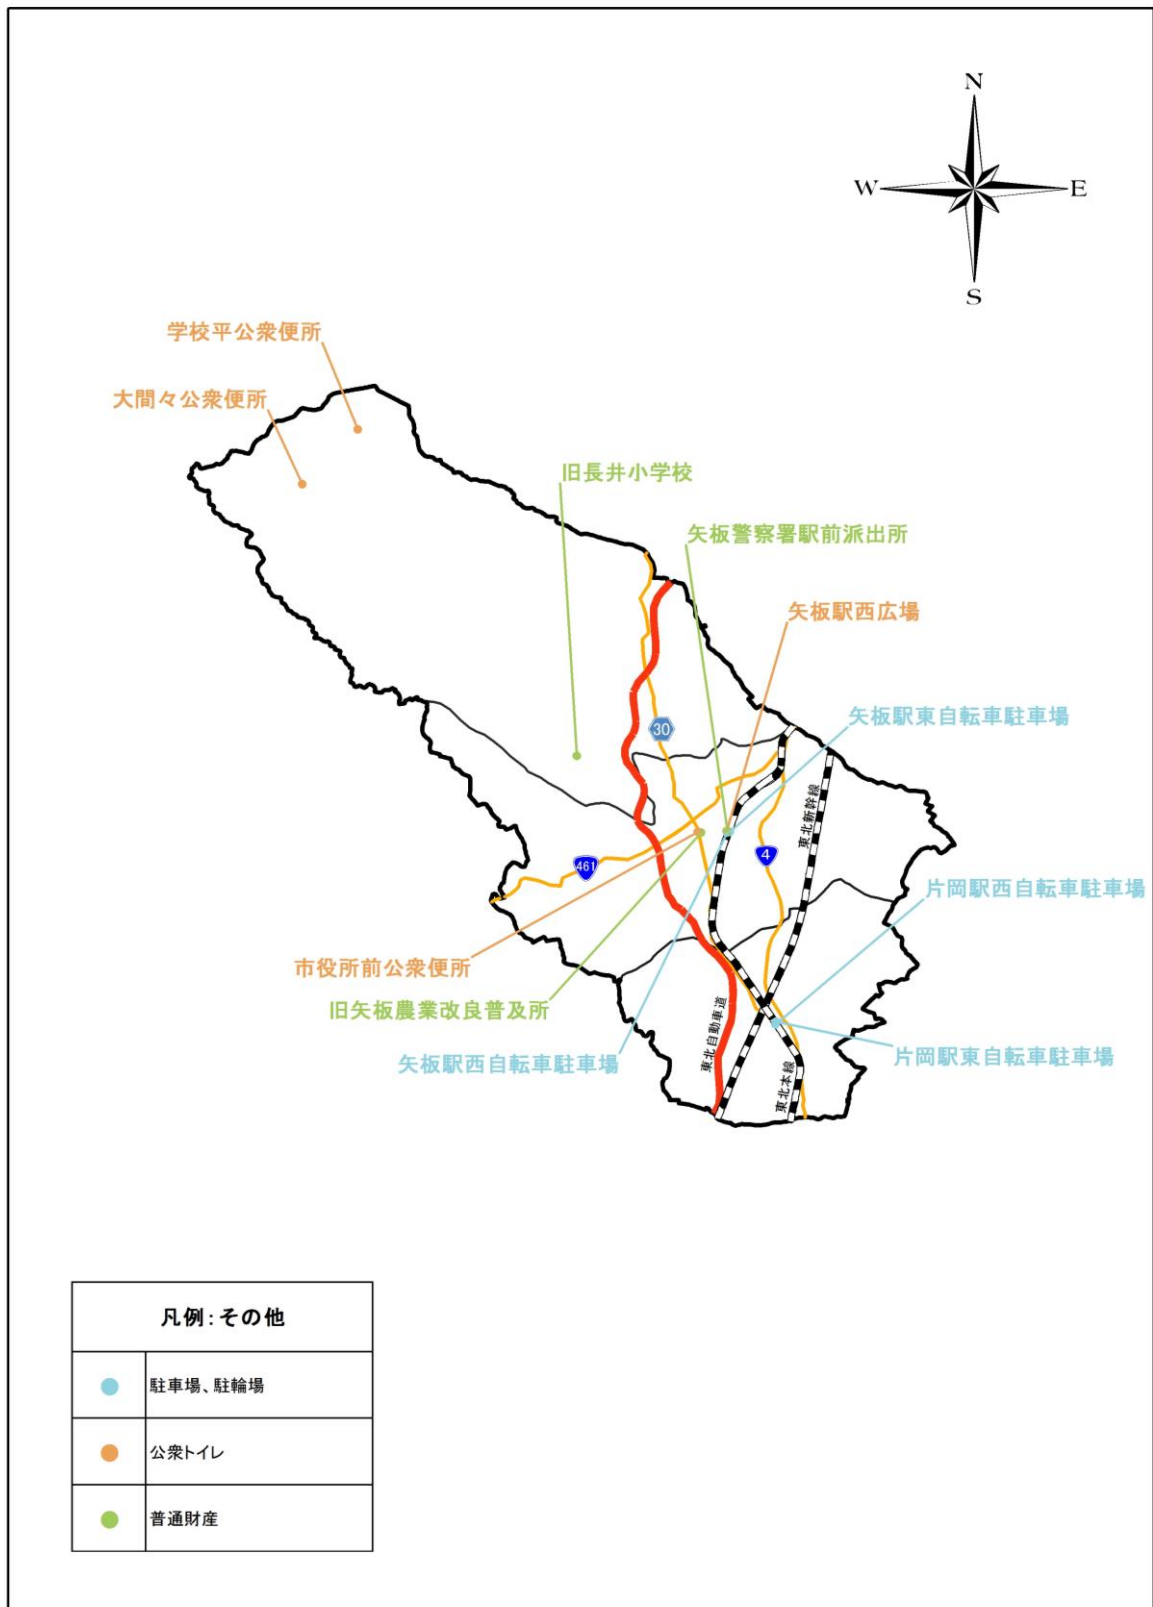 N
W
E
S
学校平公衆便所
大間々公衆便所
旧長井小学校
矢板警察署駅前派出所
矢板駅西広場
矢板駅東自転車駐車場
30
東北新幹線
461
4
片岡駅西自転車駐車場
市役所前公衆便所
旧矢板農業改良普及所
矢板駅西自転車駐車場
東北自動車道
片岡駅東自転車駐車場
東北本線
凡例：その他
駐車場、駐輪場
公衆トイレ
普通財産